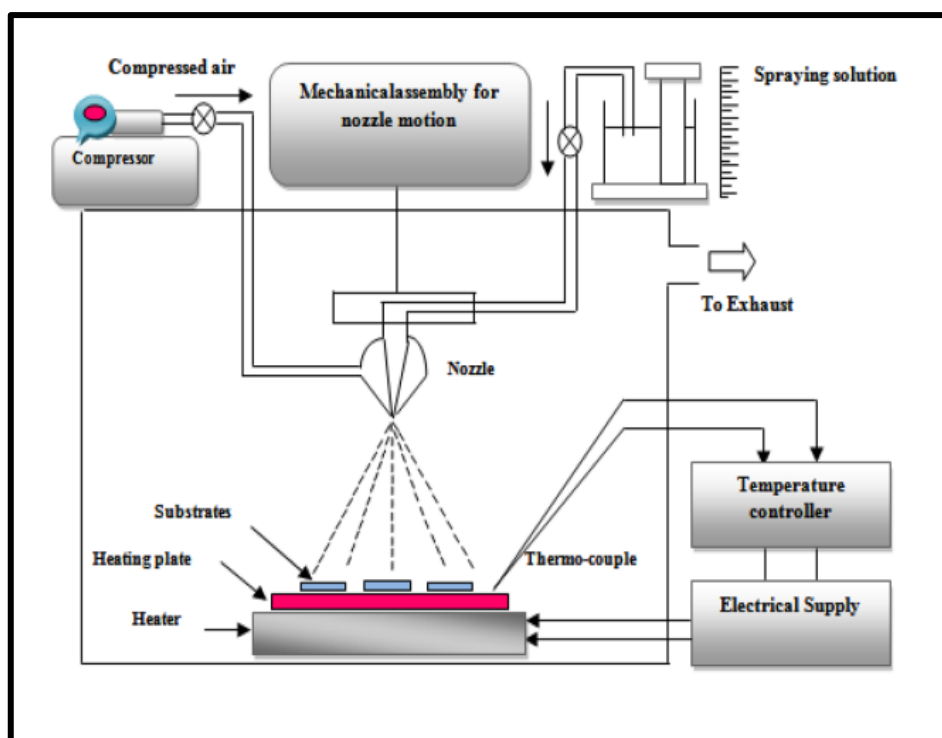 Compressed air
Mechanicalassembly for
nozzle motion
Spraying solution
Compressor
To Exhaust
Nozzle
Substrates
Heating plate
Thermo-couple
Temperature
controller
Heater
Electrical Supply